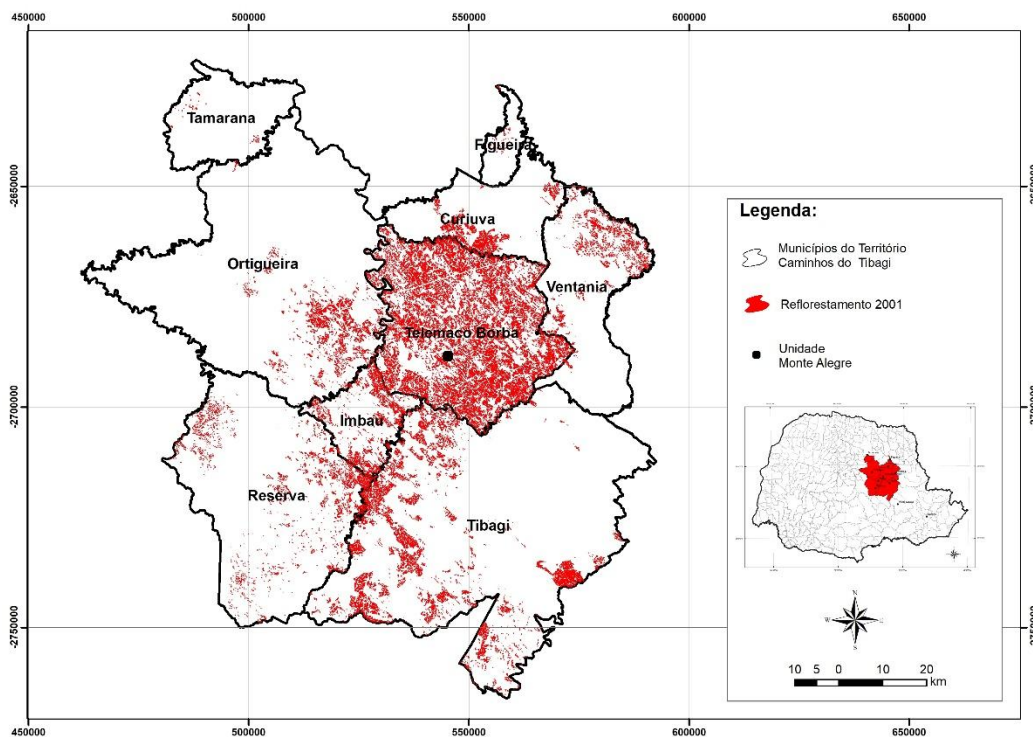 450000
500000
550000
600000
650000
Tamarana
Figueira
-2650000
Curiuva
Ortigueira
Ventania
Telomaco Borba
-2700000
Imbaú
Reserva
Tibagi
-2750000
-2750000
450000
500000
550000
600000
650000
Legenda:
Municípios do Território
Caminhos do Tibagi
Reflorestamento 2001
Unidade
Monte Alegre
N
W
S
10 5 0 10 20
km